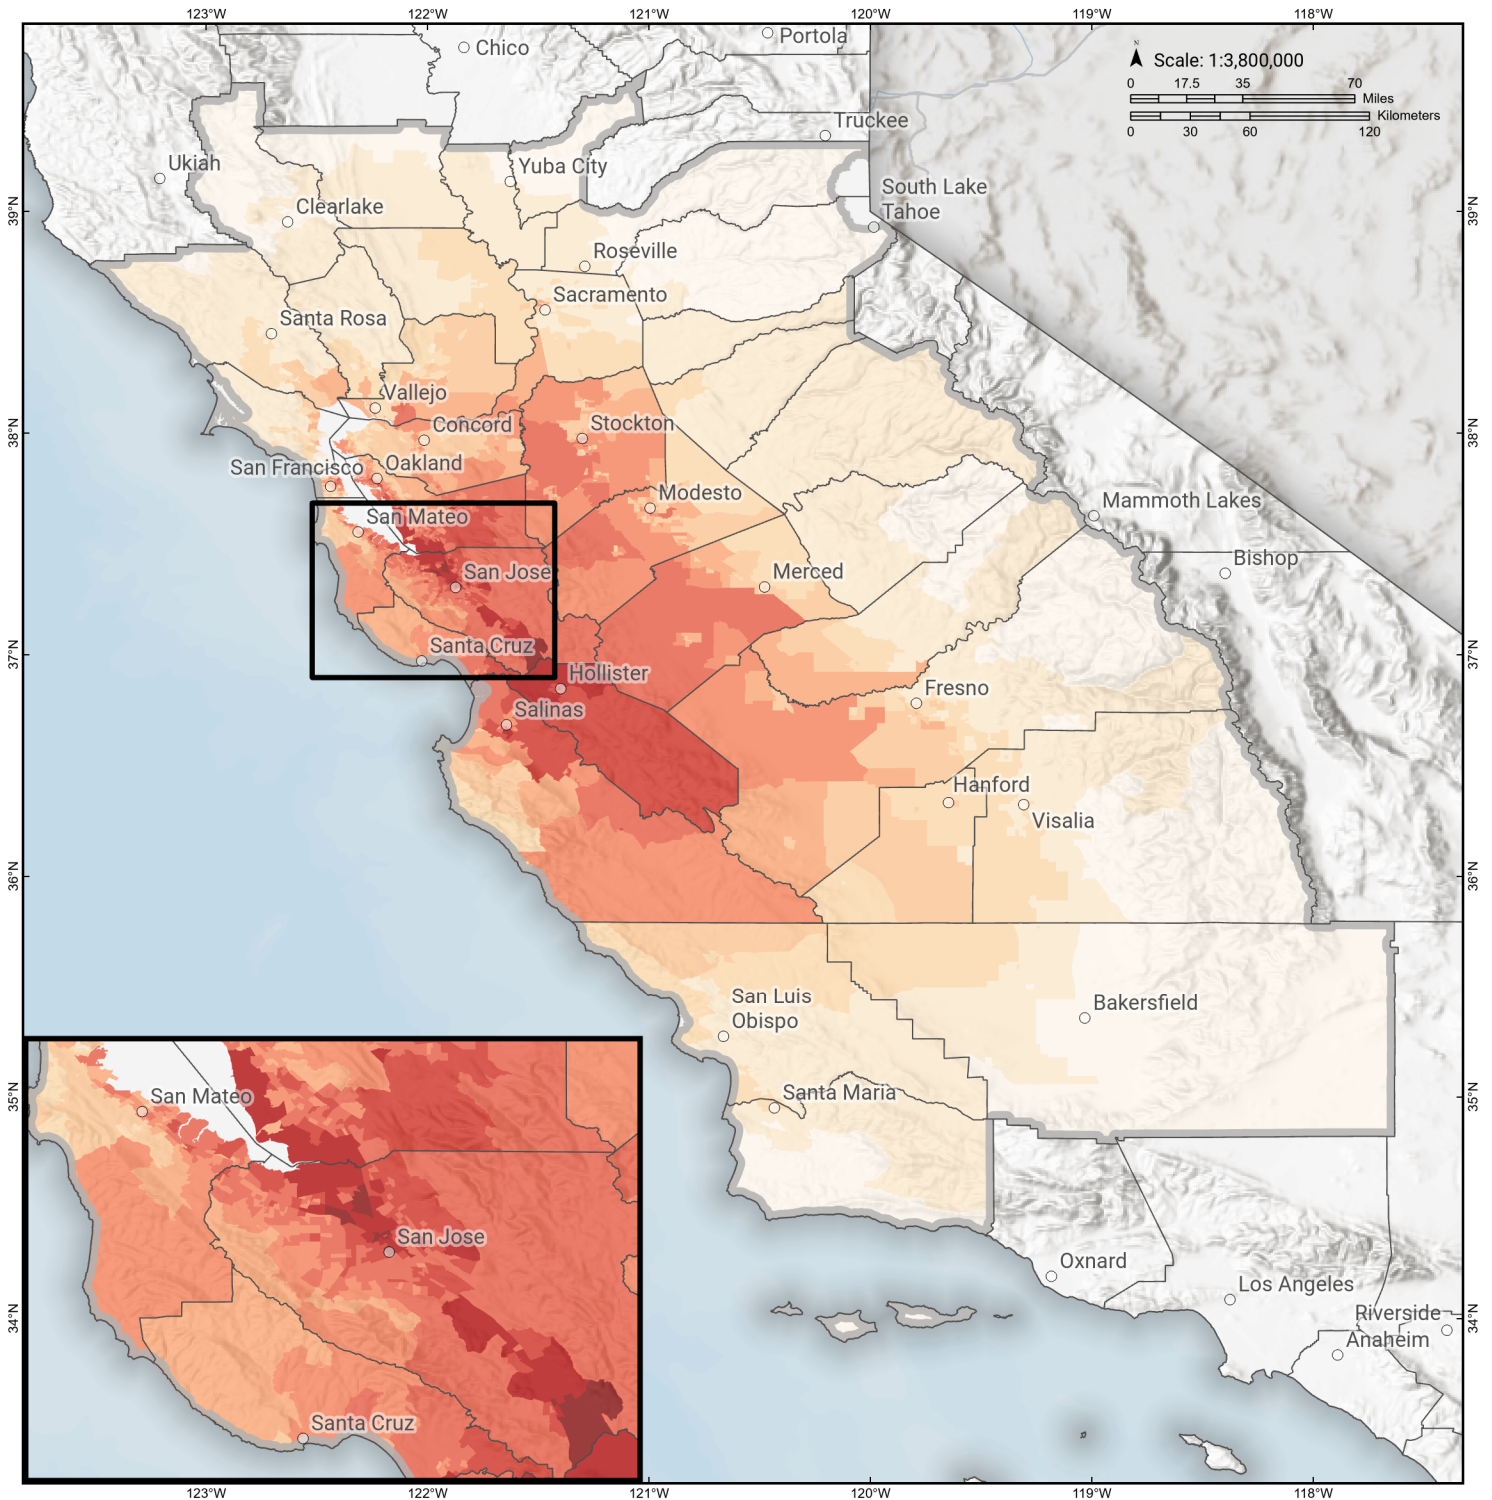 123°W
122°W
121°W
120°W
119°W
118°W
Chico
Portola
N
Scale: 1:3,800,000
0
17.5
35
70
Miles
Kilometers
0
30
60
120
Truckee
Ukiah
Yuba City
South Lake
Tahoe
39°N
39°N
Clearlake
Roseville
Sacramento
Santa Rosa
Vallejo
38°N
38°N
Concord
Stockton
San Francisco
Oakland
Modesto
Mammoth Lakes
San Mateo
Bishop
San Jose
Merced
37°N
37°N
Santa Cruz
Hollister
Fresno
Salinas
Hanford
Visalia
36°N
36°N
San Luis
Obispo
Bakersfield
35°N
35°N
San Mateo
Santa Maria
San Jose
Oxnard
Los Angeles
34°N
34°N
Riverside
Anaheim
Santa Cruz
123°W
122°W
121°W
120°W
119°W
118°W